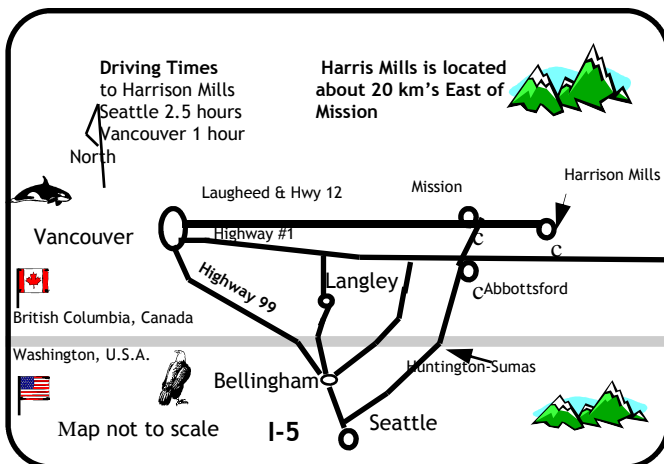 Driving Times
to Harrison Mills
Seattle 2.5 hours
Vancouver 1 hour
North
Harris Mills is located
about 20 km's East of
Mission
Harrison Mills
Laugheed & Hwy 12
Mission
Vancouver
Highway #1
c
c
Highway 99
Langley
c
Abbottsford
British Columbia, Canada
Washington, U.S.A.
Huntington-Sumas
Bellingham
Map not to scale
I-5
Seattle